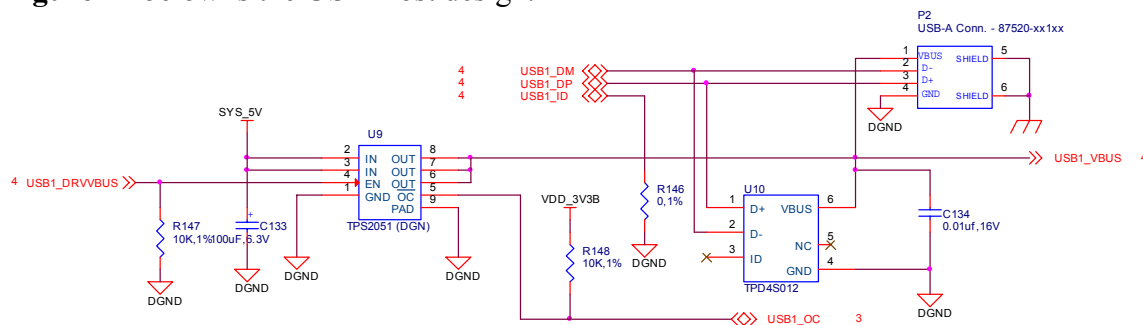 P2
USB-A Conn. - 87520-xx1xx
4 USB1_DM
4 USB1_DP
4 USB1_ID
1 VBUS
2 D-
3 D+
4 GND
SHIELD 5
SHIELD 6
DGND
SYS_5V
U9
2 IN OUT 8
3 IN OUT 7
4 EN OUT 6
1 GND OC 5
PAD 9
TPS2051 (DGN)
4 USB1_DRVVBUS
USB1_VBUS 4
R147
10K,1%
C133
100uF,6.3V
+
DGND
DGND
DGND
DGND
VDD_3V3B
R148
10K,1%
R146
0,1%
DGND
U10
1 D+ VBUS 6
2 D- NC 5
3 ID GND 4
TPD4S012
C134
0.01uf,16V
DGND
USB1_OC 3